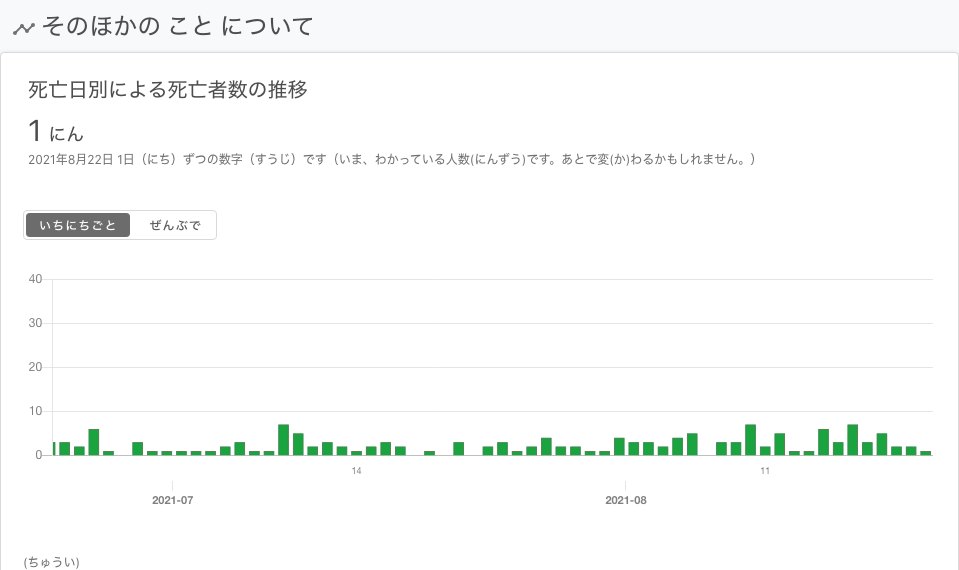 そのほかの こと について
死亡日別による死亡者数の推移
1 にん
2021年8月22日 1日（にち）ずつの数字（すうじ）です（いま、わかっている人数(にんずう)です。あとで変(か)わるかもしれません。）
いちにちごと ぜんぶで
40
30
20
10
0
14 11
2021-07 2021-08
(ちゅうい)